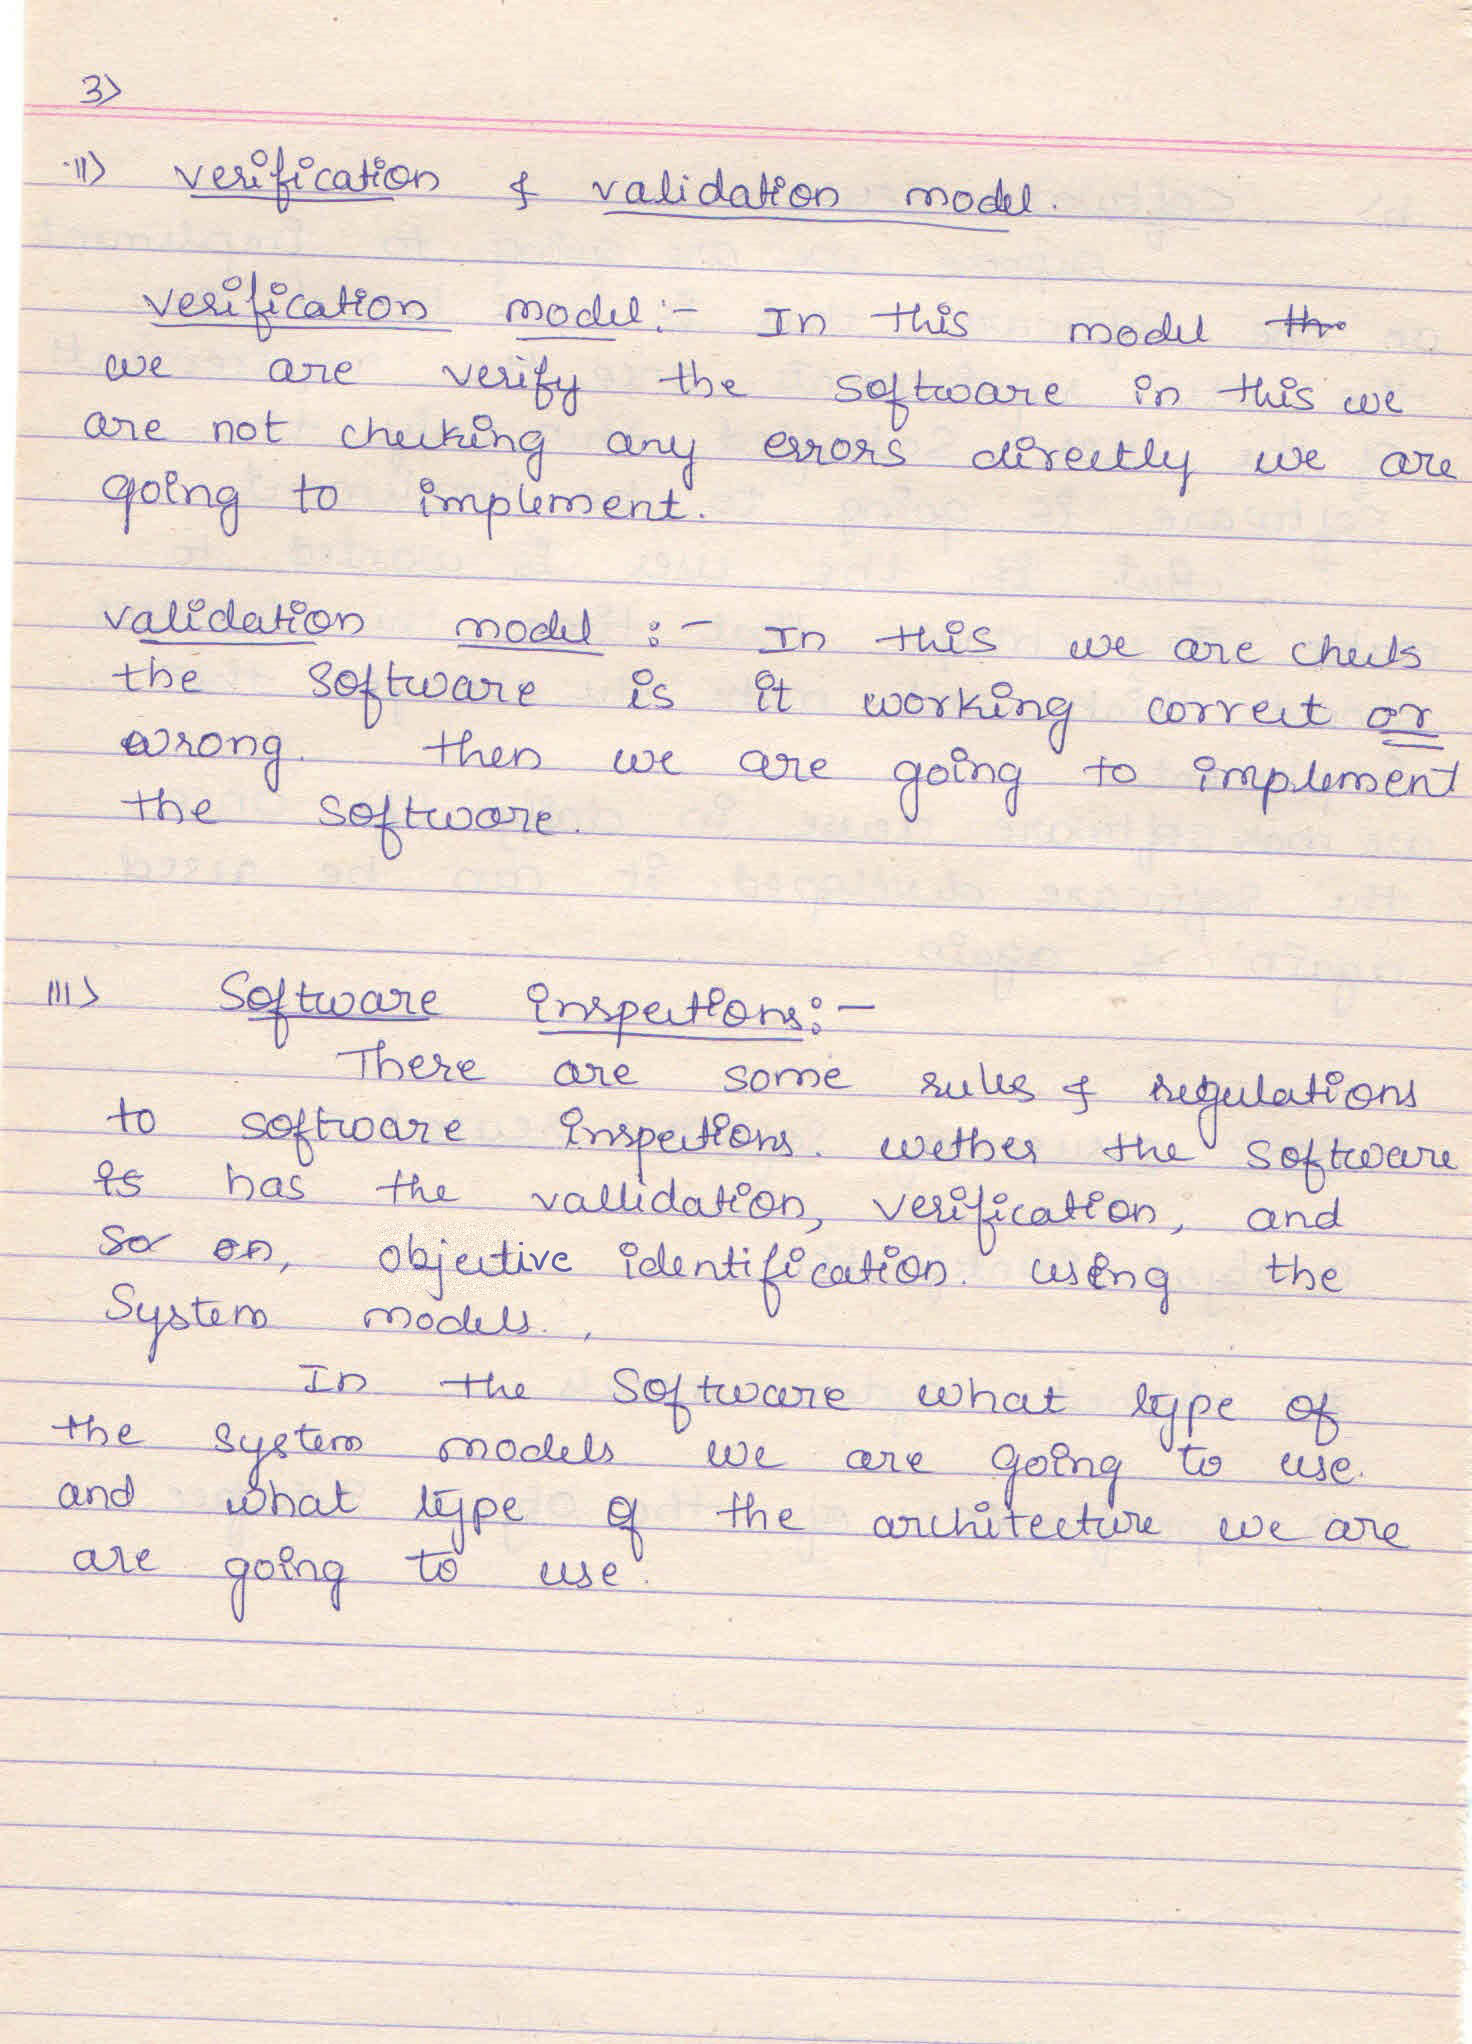 3>
ii> verification & validation model.
verification model:- In this model
we are verify the software in this we
are not checking any errors directly we are
going to implement.
validation model :- In this we are check
the software is it working correct or
wrong. then we are going to implement
the software.
iii> Software inspections:-
There are some rules & regulations
to software inspections. wether the software
is has the vallidation, verification, and
so on, objective identification. using the
System models.
In the software what type of
the system models we are going to use.
and what type of the architecture we are
are going to use.